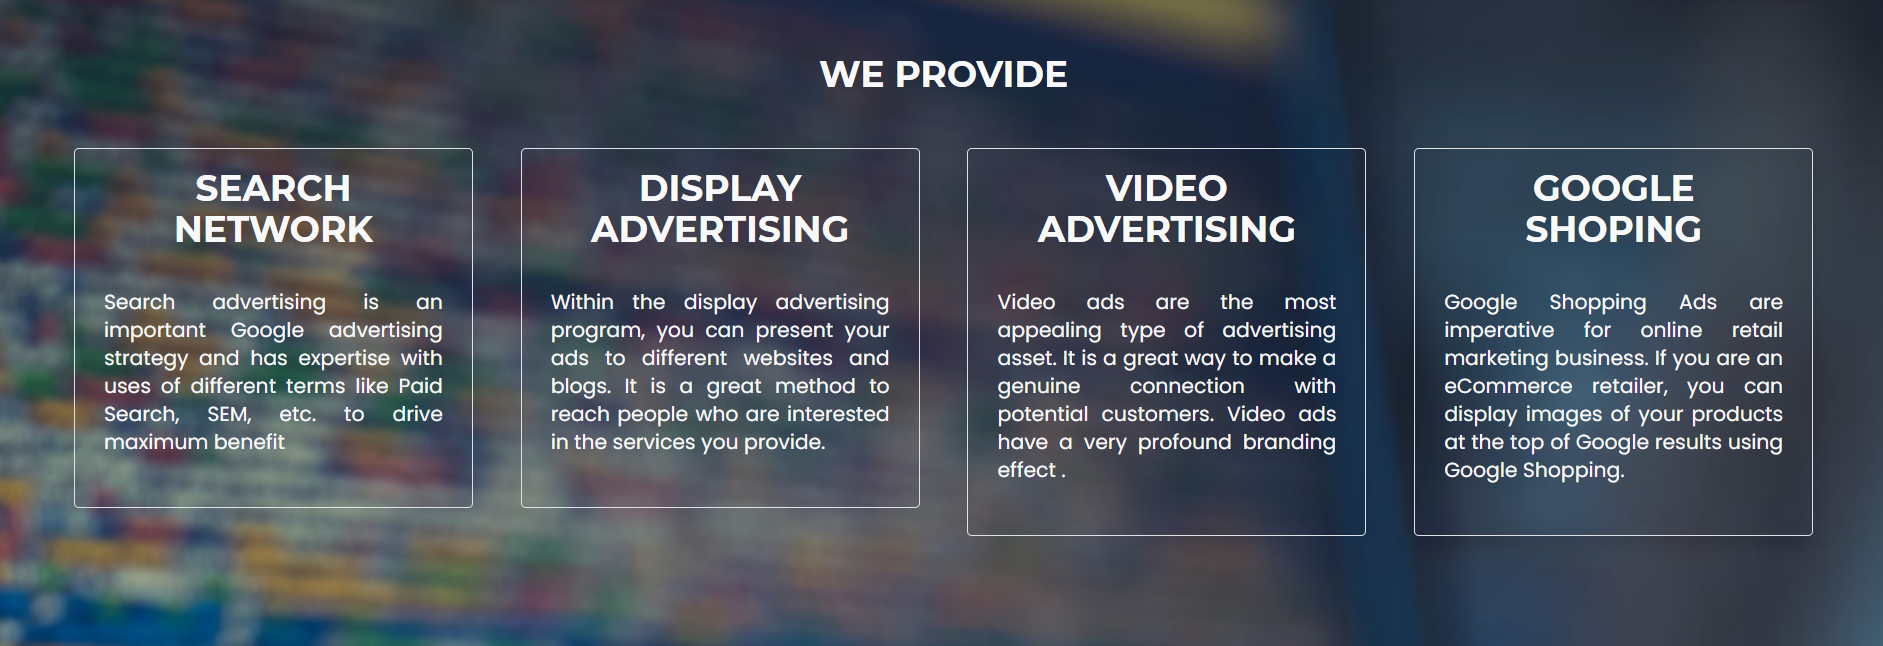 WE PROVIDE
SEARCH
NETWORK
Search advertising is an
important Google advertising
strategy and has expertise with
uses of different terms like Paid
Search, SEM, etc. to drive
maximum benefit
DISPLAY
ADVERTISING
Within the display advertising
program, you can present your
ads to different websites and
blogs. It is a great method to
reach people who are interested
in the services you provide.
VIDEO
ADVERTISING
Video ads are the most
appealing type of advertising
asset. It is a great way to make a
genuine connection with
potential customers. Video ads
have a very profound branding
effect .
GOOGLE
SHOPING
Google Shopping Ads are
imperative for online retail
marketing business. If you are an
eCommerce retailer, you can
display images of your products
at the top of Google results using
Google Shopping.